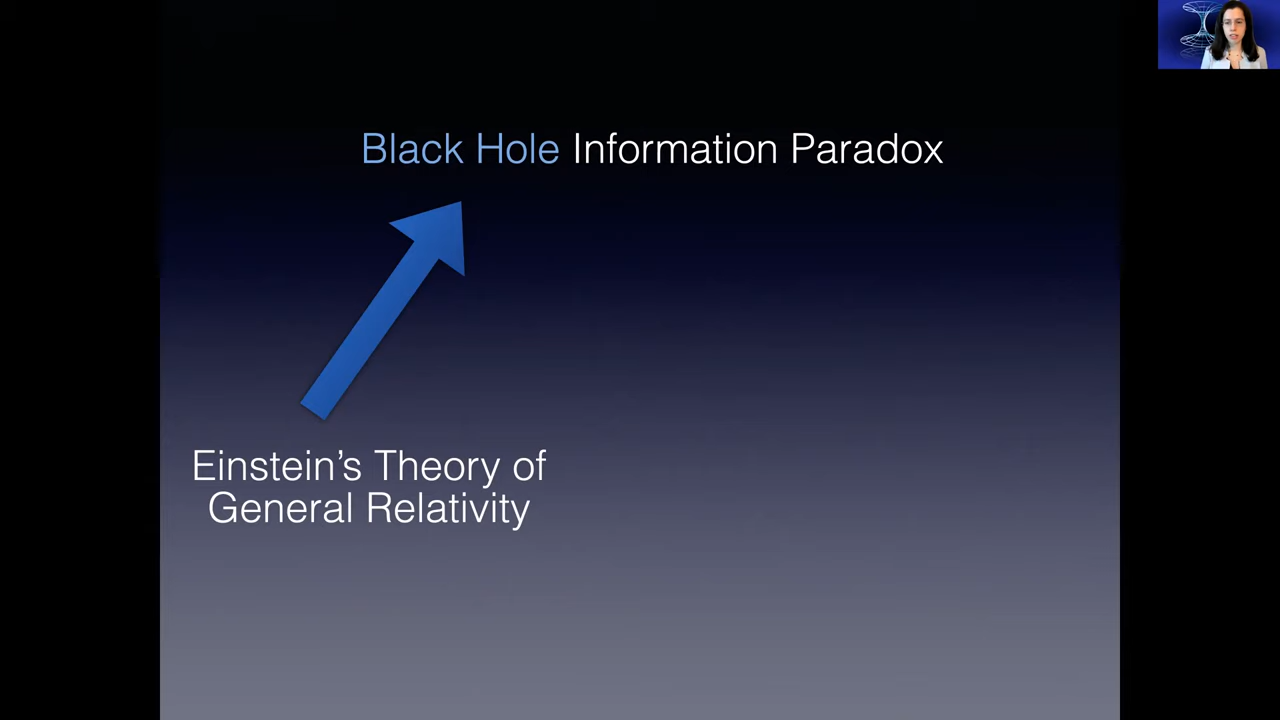 Black Hole Information Paradox
Einstein’s Theory of
General Relativity